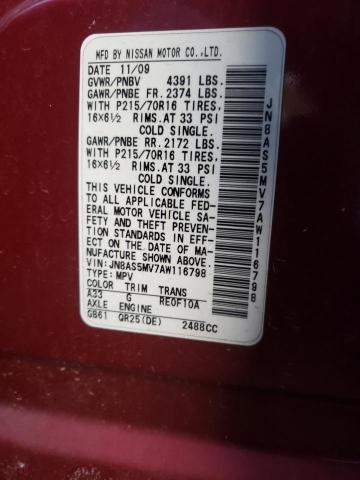 MFD BY NISSAN MOTOR CO.,LTD.
DATE 11/09
GVWR/PNBV 4391 LBS.
GAWR/PNBE FR. 2374 LBS.
WITH P215/70R16 TIRES,
16×6½ RIMS.AT 33 PSI
COLD SINGLE.
GAWR/PNBE RR. 2172 LBS.
WITH P215/70R16 TIRES,
16×6½ RIMS.AT 33 PSI
COLD SINGLE.
THIS VEHICLE CONFORMS
TO ALL APPLICABLE FED-
ERAL MOTOR VEHICLE SA-
FETY AND THEFT PREVEN-
TION STANDARDS IN EFF-
ECT ON THE DATE OF MA-
NUFACTURE SHOWN ABOVE.
VIN: JN8AS5MV7AW116798
TYPE: MPV
COLOR TRIM TRANS
A33 G RE0F10A
AXLE ENGINE
GB61 QR25(DE) 2488CC
JN8AS5MV7AW116798